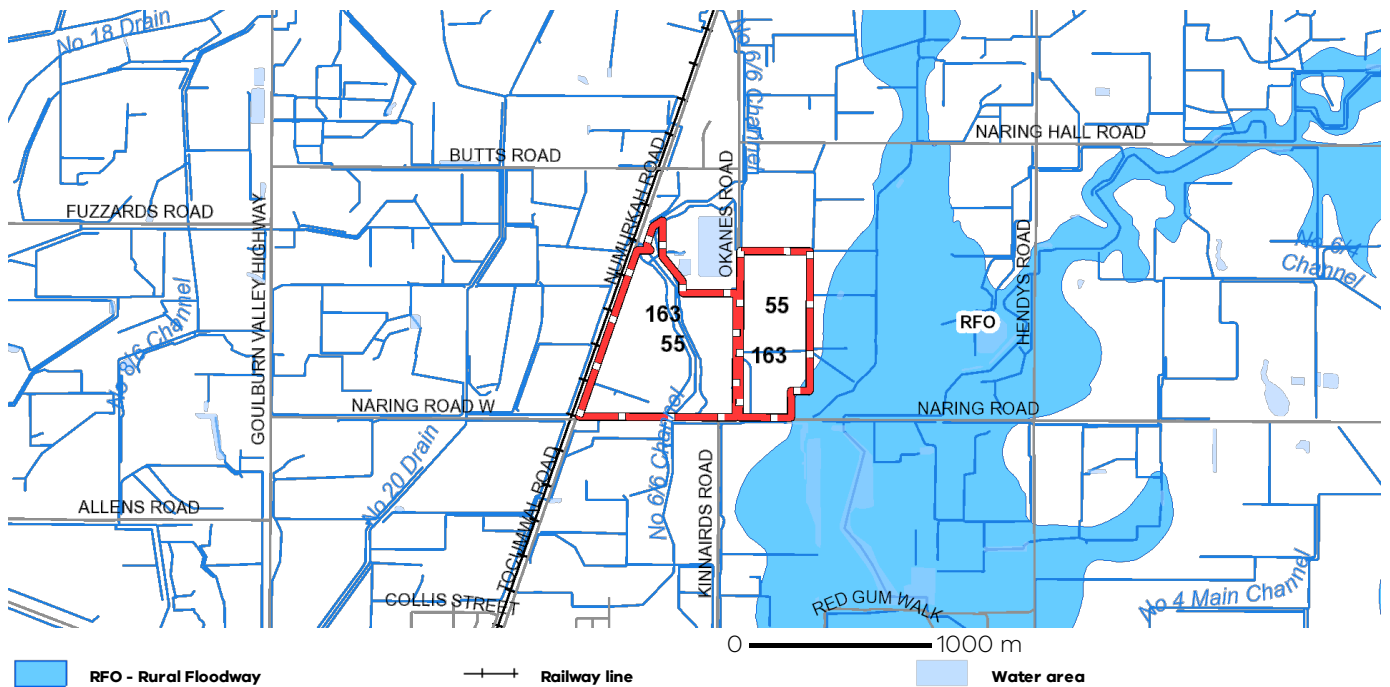 No 18 Drain
No 6/6 Channel
NARING HALL ROAD
BUTTS ROAD
NUMURKAH ROAD
OKANES ROAD
FUZZARDS ROAD
GOULBURN VALLEY HIGHWAY
HENDYS ROAD
No 6/4
Channel
No 8/6 Channel
163
55
55
163
RFO
NARING ROAD W
NARING ROAD
No 6/6 Channel
No 20 Drain
TOCUMWAL ROAD
KINNAIRDS ROAD
ALLENS ROAD
COLLIS STREET
RED GUM WALK
No 4 Main Channel
0 1000 m
RFO - Rural Floodway
Railway line
Water area